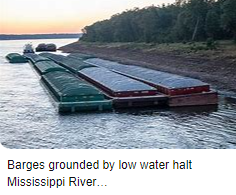 Barges grounded by low water halt
Mississippi River...